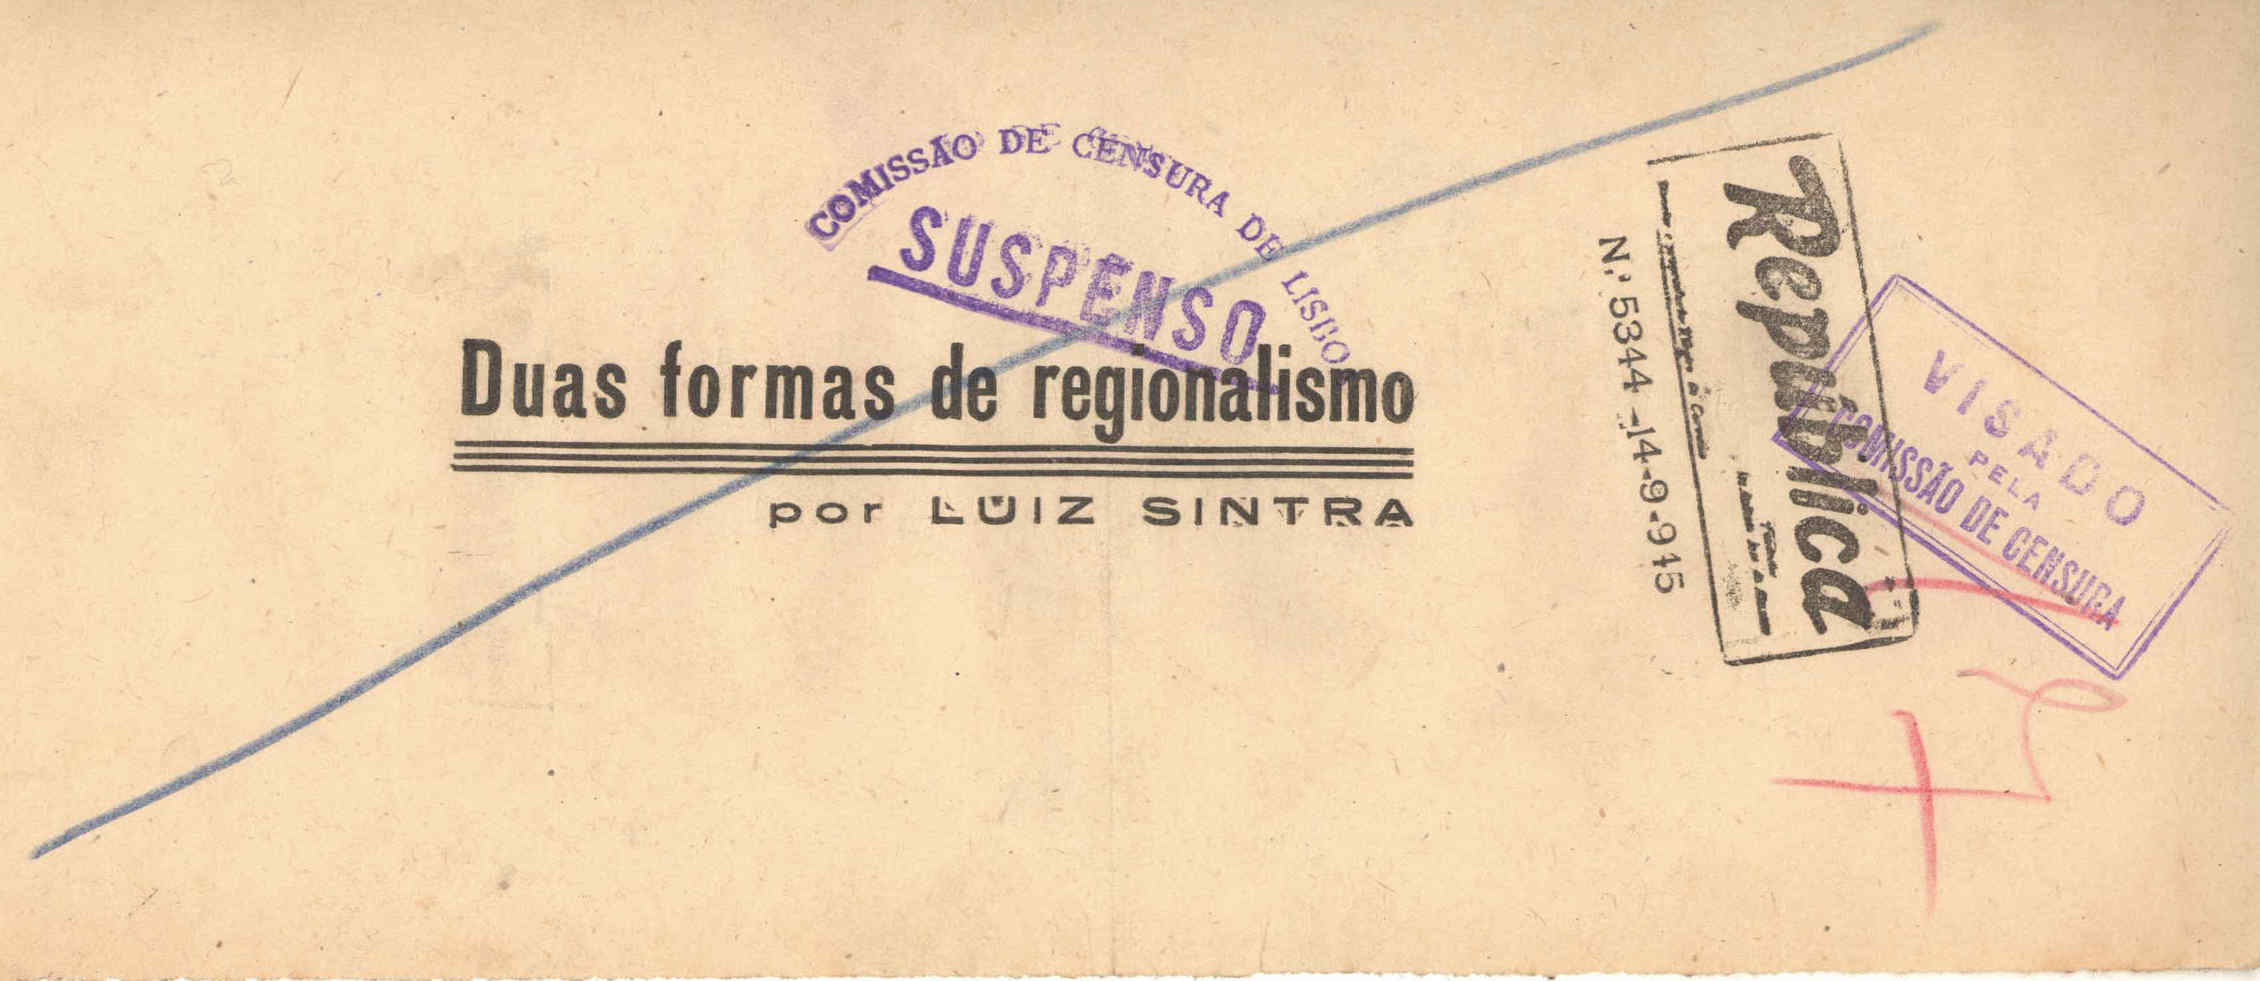 COMISSÃO DE CENSURA DE LISBO
SUSPENSO
Duas formas de regionalismo
por LUIZ SINTRA
República
N.º 5344-14-9-945
VISADO
PELA
COMISSÃO DE CENSURA